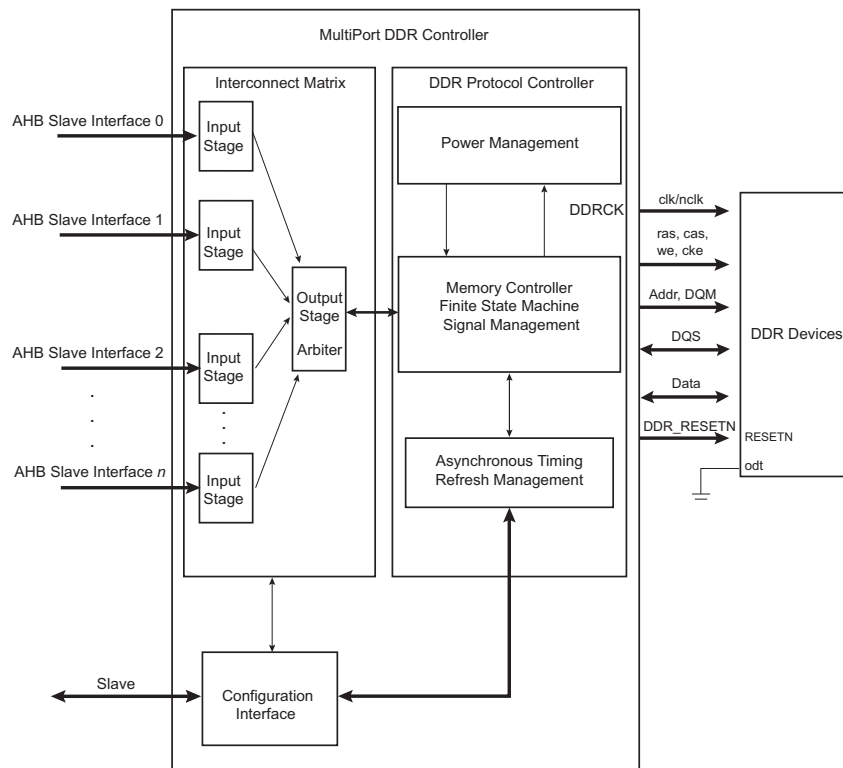 MultiPort DDR Controller
Interconnect Matrix
DDR Protocol Controller
AHB Slave Interface 0
Input
Stage
Power Management
AHB Slave Interface 1
Input
Stage
DDRCK
clk/nclk
ras, cas,
we, cke
Output
Stage
Arbiter
Memory Controller
Finite State Machine
Signal Management
Addr, DQM
DQS
DDR Devices
AHB Slave Interface 2
Input
Stage
Data
. . .
. . .
DDR_RESETN
RESETN
odt
AHB Slave Interface n
Input
Stage
Asynchronous Timing
Refresh Management
Slave
Configuration
Interface